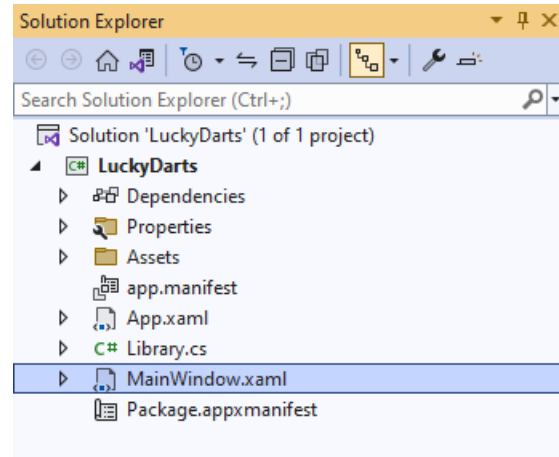 Solution Explorer
Search Solution Explorer (Ctrl+;)
Solution 'LuckyDarts' (1 of 1 project)
C# LuckyDarts
Dependencies
Properties
Assets
app.manifest
App.xaml
C# Library.cs
MainWindow.xaml
Package.appxmanifest